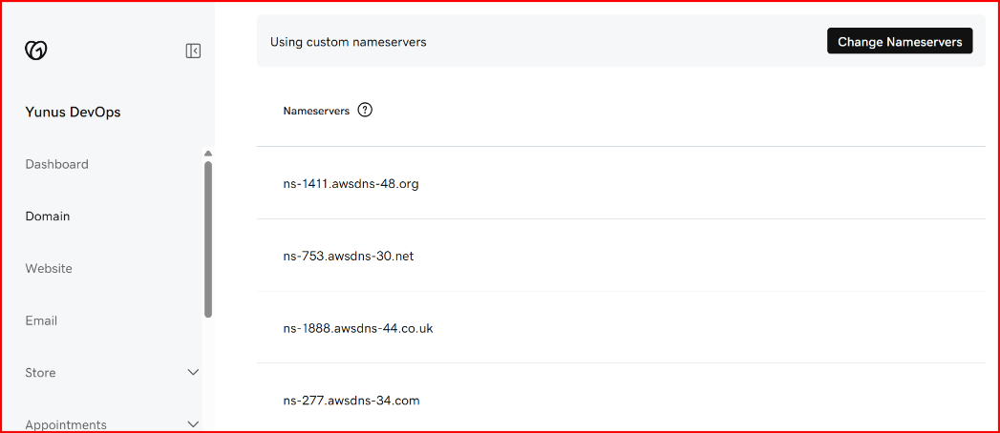 Yunus DevOps
Dashboard
Domain
Website
Email
Store
Appointments
Using custom nameservers
Change Nameservers
Nameservers ?
ns-1411.awsdns-48.org
ns-753.awsdns-30.net
ns-1888.awsdns-44.co.uk
ns-277.awsdns-34.com